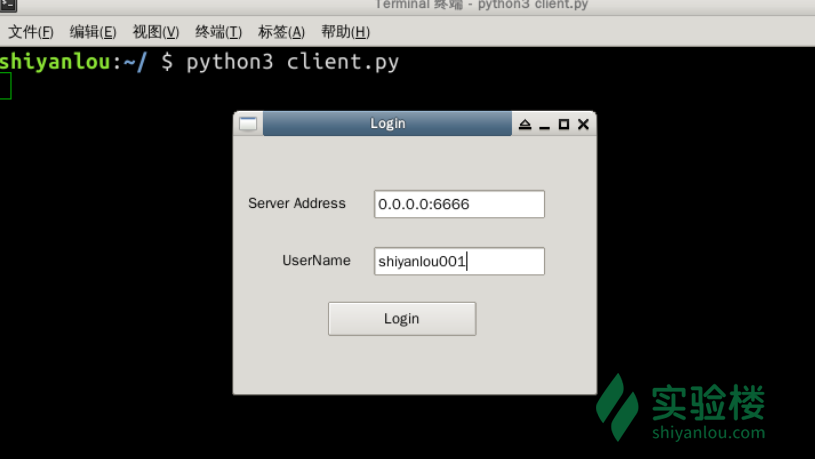 Terminal 终端 - python3 client.py
文件(F) 编辑(E) 视图(V) 终端(T) 标签(A) 帮助(H)
shiyanlou:~/ $ python3 client.py
Login
Server Address 0.0.0.0:6666
UserName shiyanlou001
Login
实验楼
shiyanlou.com